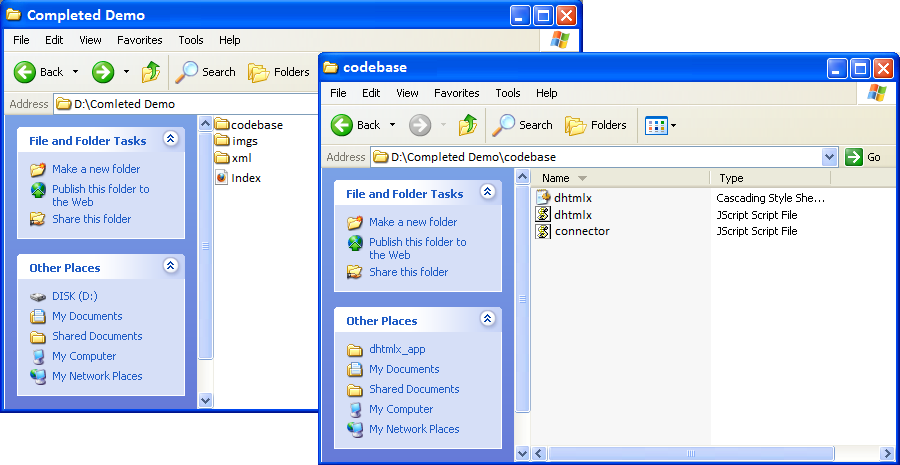 Completed Demo
File Edit View Favorites Tools Help
Back Search Folders
Address D:\Comleted Demo
File and Folder Tasks
Make a new folder
Publish this folder to
the Web
Share this folder
Other Places
DISK (D:)
My Documents
Shared Documents
My Computer
My Network Places
codebase
imgs
xml
Index
codebase
File Edit View Favorites Tools Help
Back Search Folders
Address D:\Completed Demo\codebase Go
File and Folder Tasks
Make a new folder
Publish this folder to
the Web
Share this folder
Other Places
dhtmlx_app
My Documents
Shared Documents
My Computer
My Network Places
Name Type
dhtmlx Cascading Style She...
dhtmlx JScript Script File
connector JScript Script File